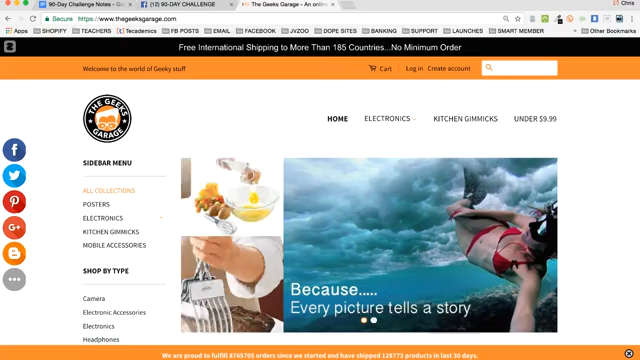 90-Day Challenge Notes - Go
(3) 90-DAY CHALLENGE
The Geeks Garage - An online
Chris
Secure https://www.thegeeksgarage.com
Apps SHOPIFY TEACHERS Tecademics FB POSTS EMAIL FACEBOOK JVZOO DOPE SITES BANKING SUPPORT LAUNCHES SMART MEMBER Other Bookmarks
Free International Shipping to More Than 185 Countries...No Minimum Order
Welcome to the world of Geeky stuff
Cart Log in Create account
THE GEEKS GARAGE
HOME ELECTRONICS KITCHEN GIMMICKS UNDER $9.99
SIDEBAR MENU
ALL COLLECTIONS
POSTERS
ELECTRONICS
KITCHEN GIMMICKS
MOBILE ACCESSORIES
SHOP BY TYPE
Camera
Electronic Accessories
Electronics
Headphones
Because.....
Every picture tells a story
We are proud to fulfill 8765765 orders since we started and have shipped 129773 products in last 30 days.